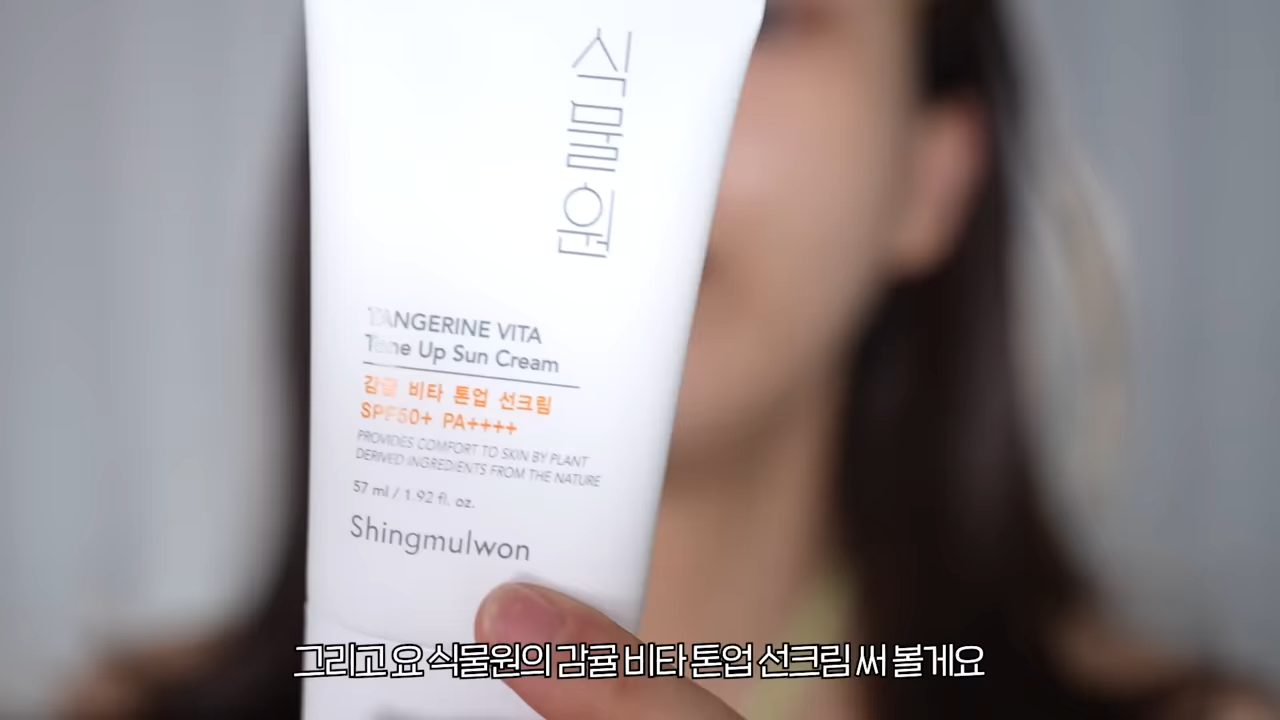 식물원
TANGERINE VITA
Tone Up Sun Cream
감귤 비타 톤업 선크림
SPF50+ PA++++
PROVIDES COMFORT TO SKIN BY PLANT
DERIVED INGREDIENTS FROM THE NATURE
57 ml / 1.92 fl. oz.
Shingmulwon
그리고 요 식물원의 감귤 비타 톤업 선크림 써 볼게요